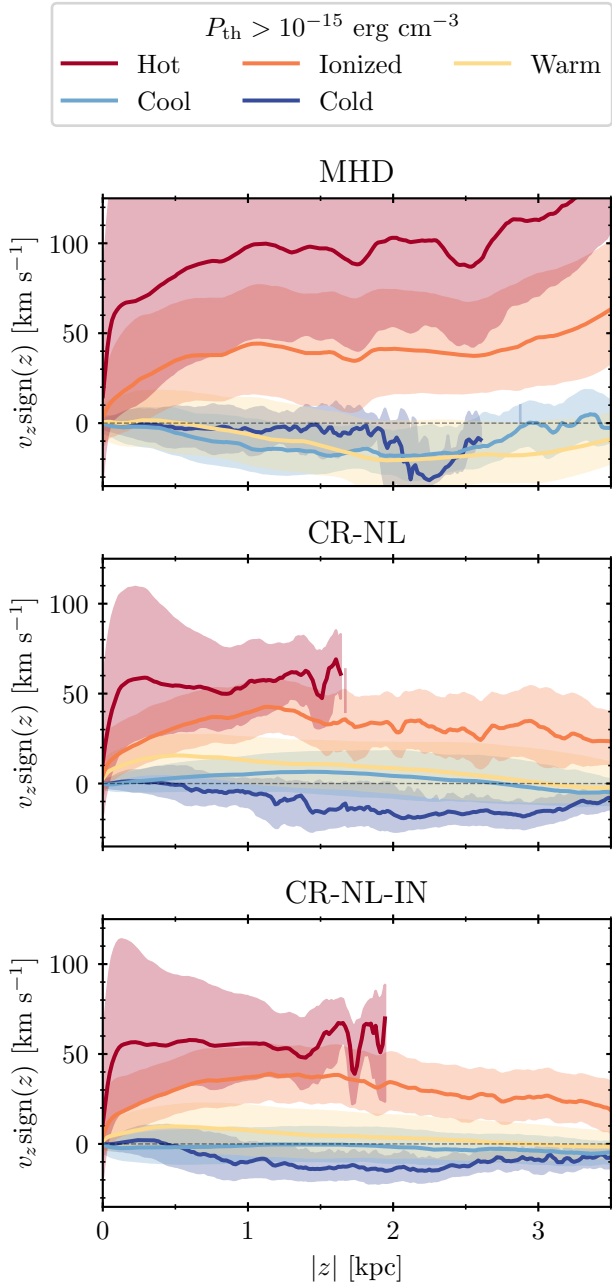 P_th > 10^−15 erg cm^−3
Hot Ionized Warm
Cool Cold
MHD
100
50
0
v_z sign(z) [km s^−1]
CR-NL
100
50
0
v_z sign(z) [km s^−1]
CR-NL-IN
100
50
0
v_z sign(z) [km s^−1]
0 1 2 3
|z| [kpc]